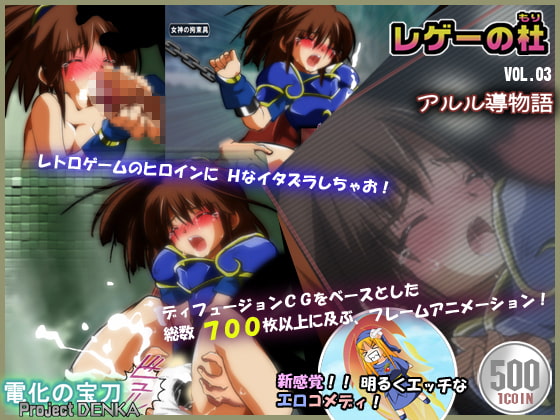 女神の拘束具
レゲーの杜
もり
VOL.03
アルル導物語
レトロゲームのヒロインに Hなイタズラしちゃお!
ディフュージョンCGをベースとした
総数 700枚以上に及ぶ、フレームアニメーション!
新感覚!! 明るくエッチな
エロコメディ!
500
1COIN
電化の宝刀
Project DENKA